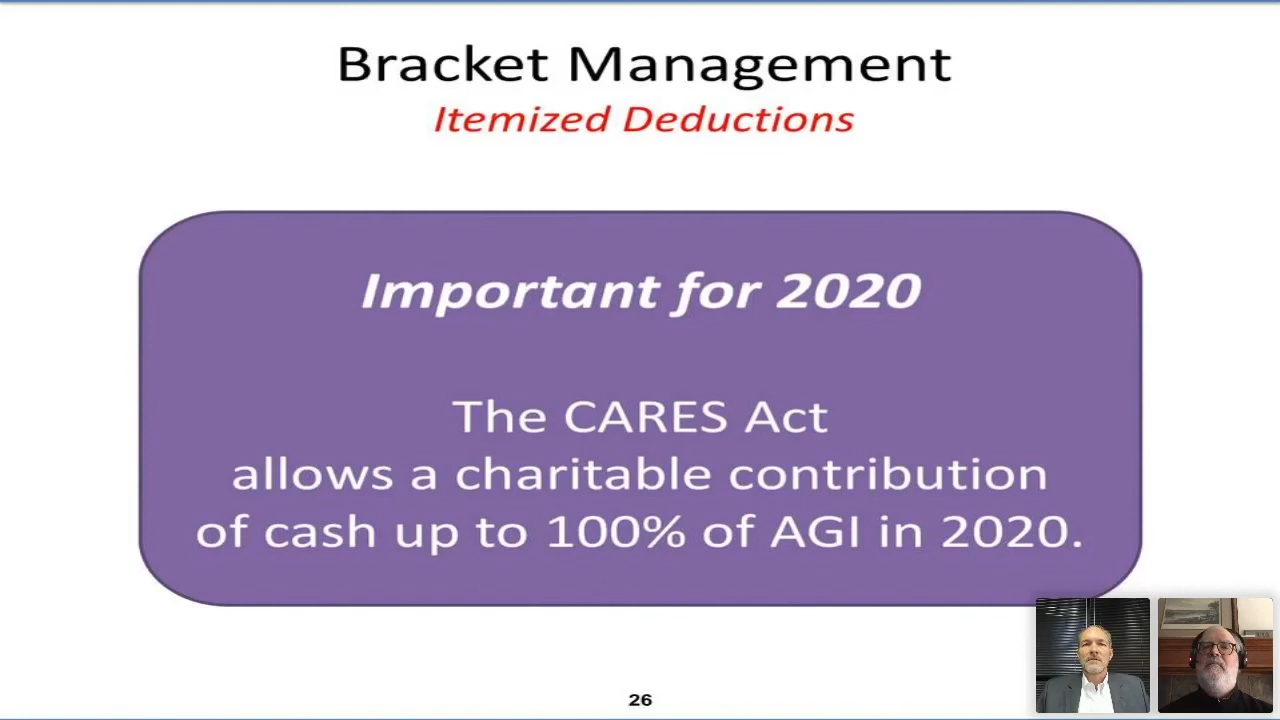 Bracket Management
Itemized Deductions
Important for 2020
The CARES Act
allows a charitable contribution
of cash up to 100% of AGI in 2020.
26